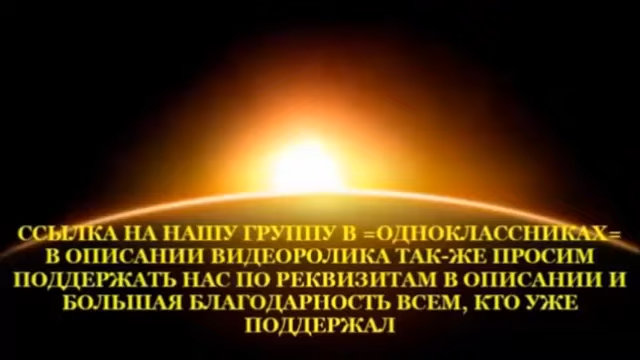 ССЫЛКА НА НАШУ ГРУППУ В =ОДНОКЛАССНИКАХ=
В ОПИСАНИИ ВИДЕОРОЛИКА ТАК-ЖЕ ПРОСИМ
ПОДДЕРЖАТЬ НАС ПО РЕКВИЗИТАМ В ОПИСАНИИ И
БОЛЬШАЯ БЛАГОДАРНОСТЬ ВСЕМ, КТО УЖЕ
ПОДДЕРЖАЛ